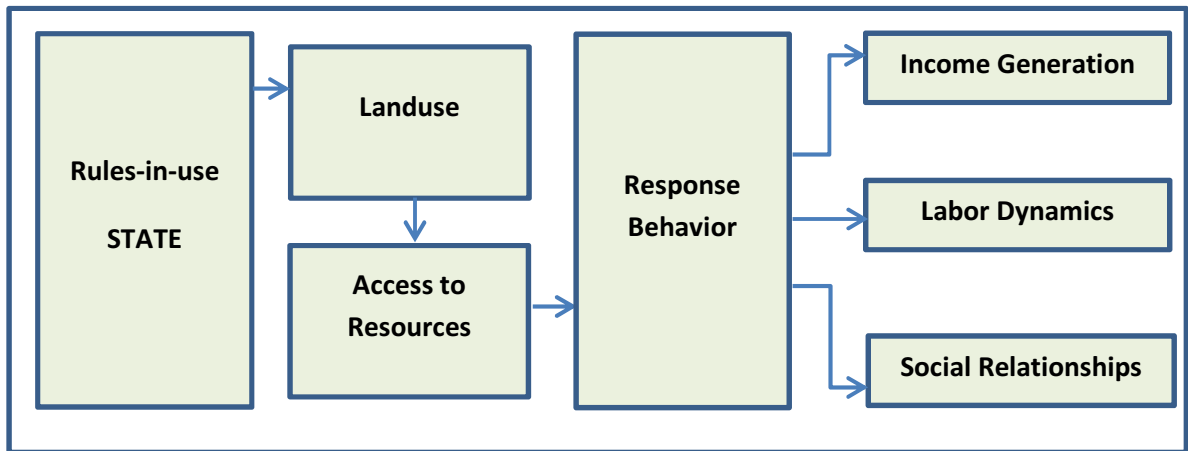 Rules-in-use
STATE
Landuse
Access to
Resources
Response
Behavior
Income Generation
Labor Dynamics
Social Relationships